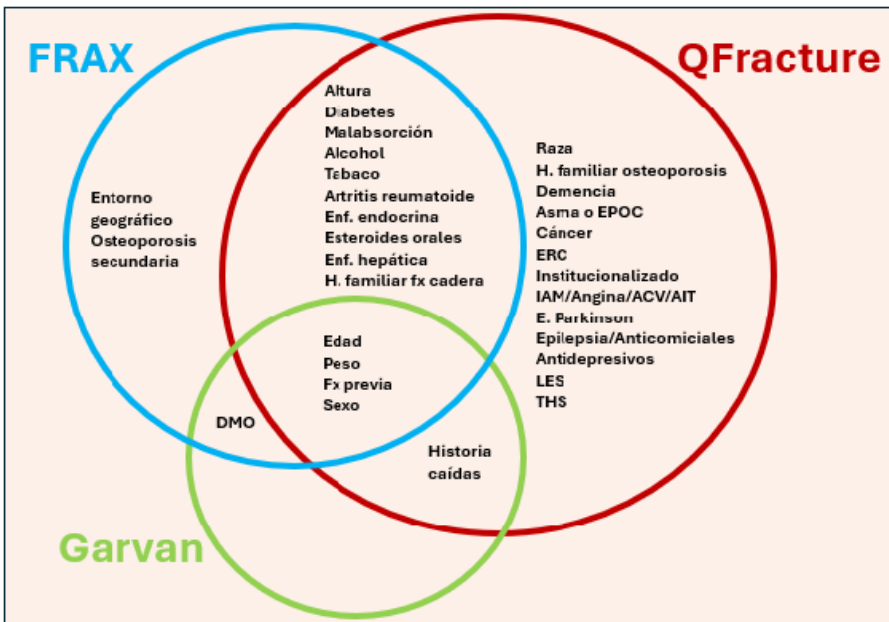 FRAX
QFracture
Altura
Diabetes
Malabsorción
Alcohol
Tabaco
Artritis reumatoide
Enf. endocrina
Esteroides orales
Enf. hepática
H. familiar fx cadera
Entorno
geográfico
Osteoporosis
secundaria
Raza
H. familiar osteoporosis
Demencia
Asma o EPOC
Cáncer
ERC
Institucionalizado
IAM/Angina/ACV/AIT
E. Parkinson
Epilepsia/Anticomiciales
Antidepresivos
LES
THS
Edad
Peso
Fx previa
Sexo
DMO
Historia
caídas
Garvan